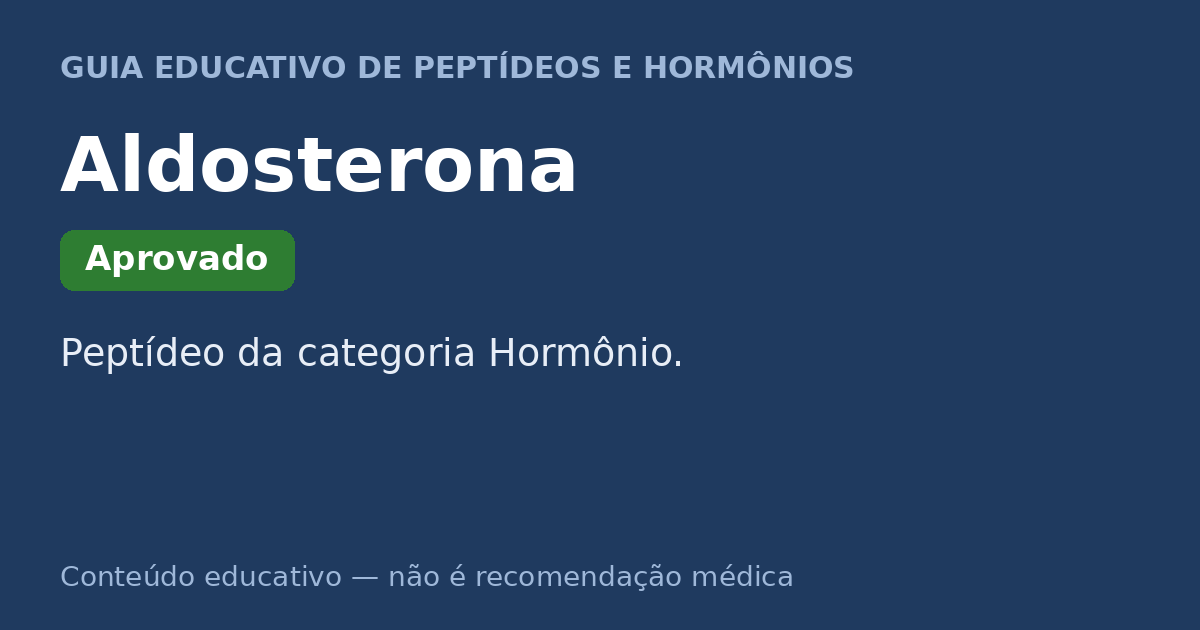 GUIA EDUCATIVO DE PEPTÍDEOS E HORMÔNIOS
Aldosterona
Aprovado
Peptídeo da categoria Hormônio.
Conteúdo educativo — não é recomendação médica